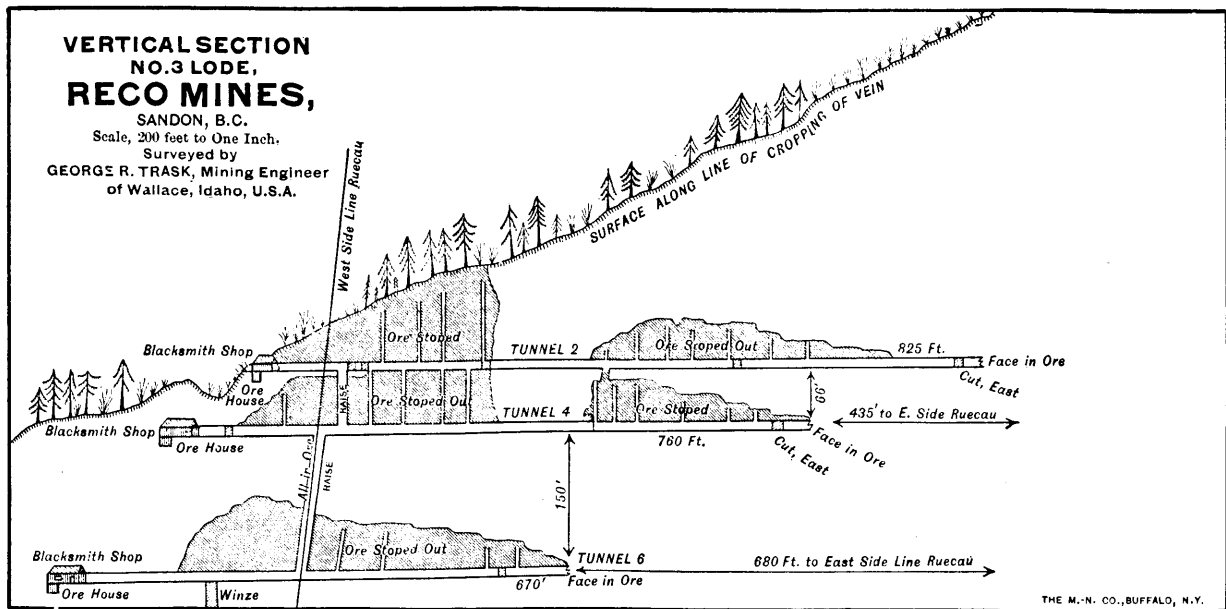 VERTICAL SECTION
NO.3 LODE,
RECO MINES,
SANDON, B.C.
Scale, 200 feet to One Inch.
Surveyed by
GEORGE R. TRASK, Mining Engineer
of Wallace, Idaho, U.S.A.
West Side Line Ruecau
SURFACE ALONG LINE OF CROPPING OF VEIN
Blacksmith Shop
Ore Stoped
TUNNEL 2
Ore Stoped Out
825 Ft.
Face in Ore
Cut, East
Ore
House
RAISE
Ore Stoped Out
TUNNEL 4
Ore Stoped
66'
435' to E. Side Ruecau
Blacksmith Shop
Ore House
760 Ft.
Cut, East
Face in Ore
All in Ore
RAISE
150'
Blacksmith Shop
Ore Stoped Out
TUNNEL 6
680 Ft. to East Side Line Ruecau
Ore House
Winze
670'
Face in Ore
THE M.-N. CO., BUFFALO, N.Y.